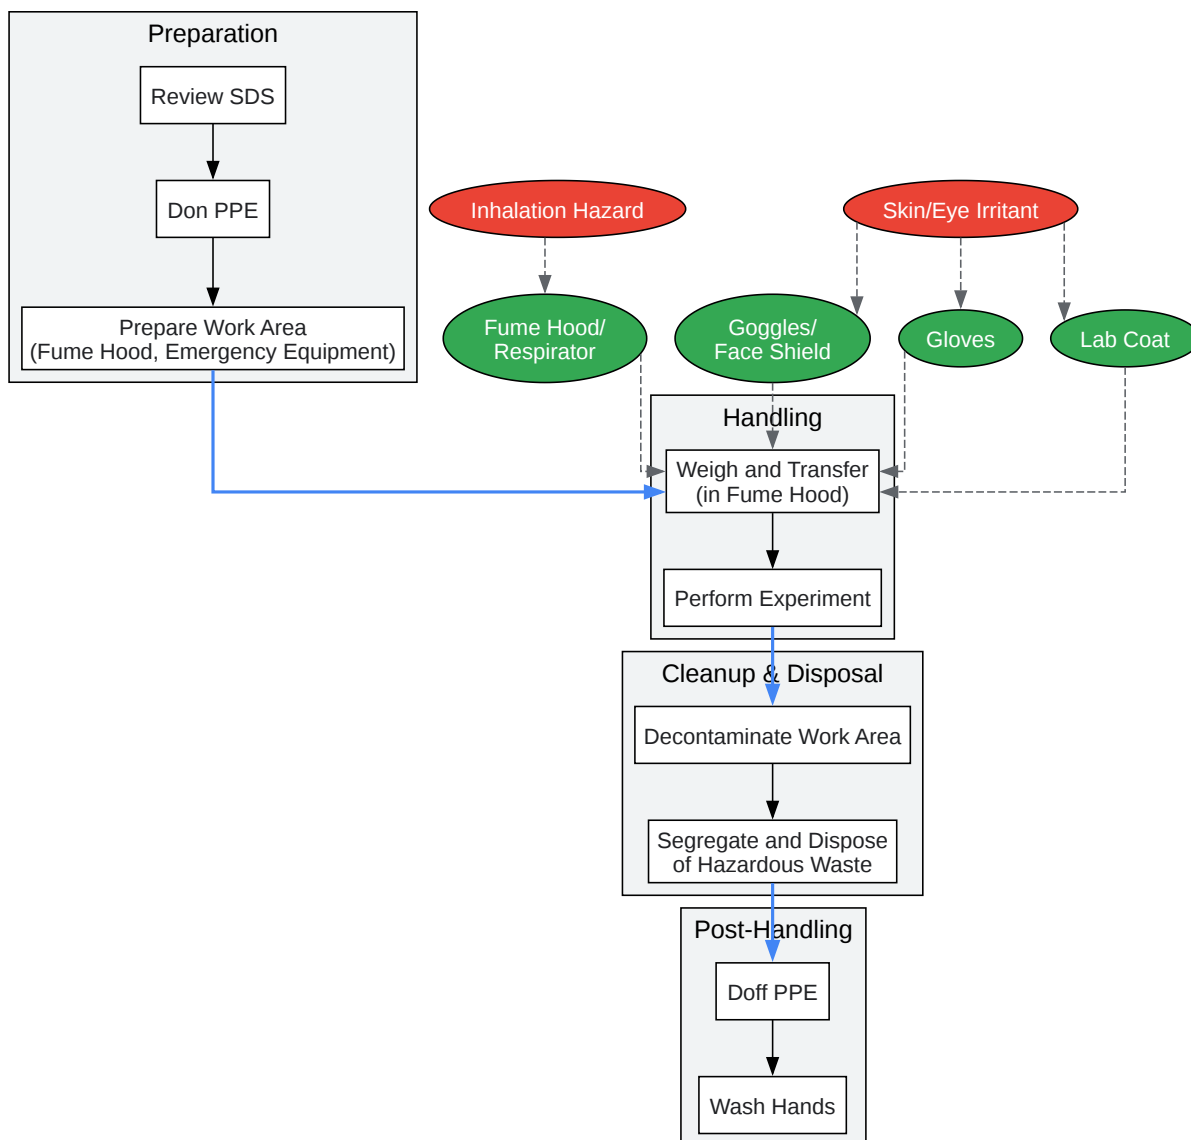 Preparation
Review SDS
Don PPE
Prepare Work Area
(Fume Hood, Emergency Equipment)
Inhalation Hazard
Skin/Eye Irritant
Fume Hood/
Respirator
Goggles/
Face Shield
Gloves
Lab Coat
Handling
Weigh and Transfer
(in Fume Hood)
Perform Experiment
Cleanup & Disposal
Decontaminate Work Area
Segregate and Dispose
of Hazardous Waste
Post-Handling
Doff PPE
Wash Hands